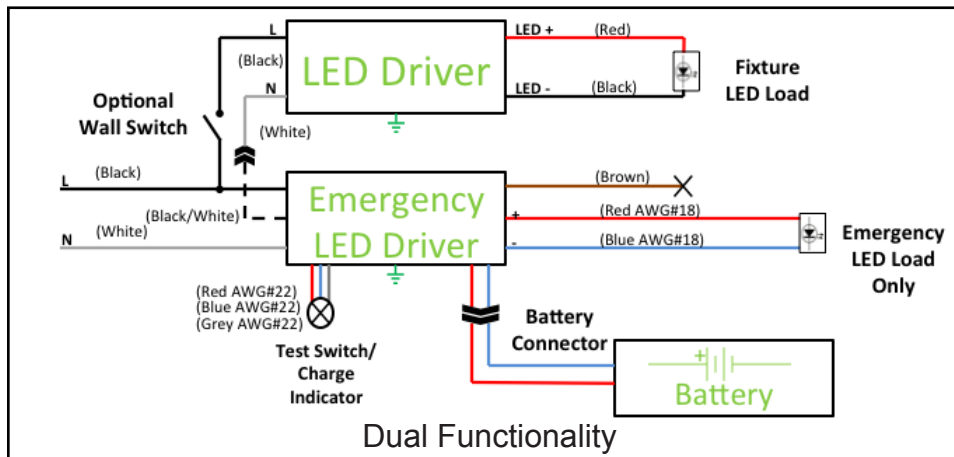 L
(Black)
LED Driver
N
(White)
LED +
(Red)
LED -
(Black)
Fixture
LED Load
Optional
Wall Switch
L
(Black)
(Black/White)
N
(White)
Emergency
LED Driver
(Brown)
+
(Red AWG#18)
-
(Blue AWG#18)
Emergency
LED Load
Only
(Red AWG#22)
(Blue AWG#22)
(Grey AWG#22)
Test Switch/
Charge
Indicator
Battery
Connector
+
Battery
Dual Functionality